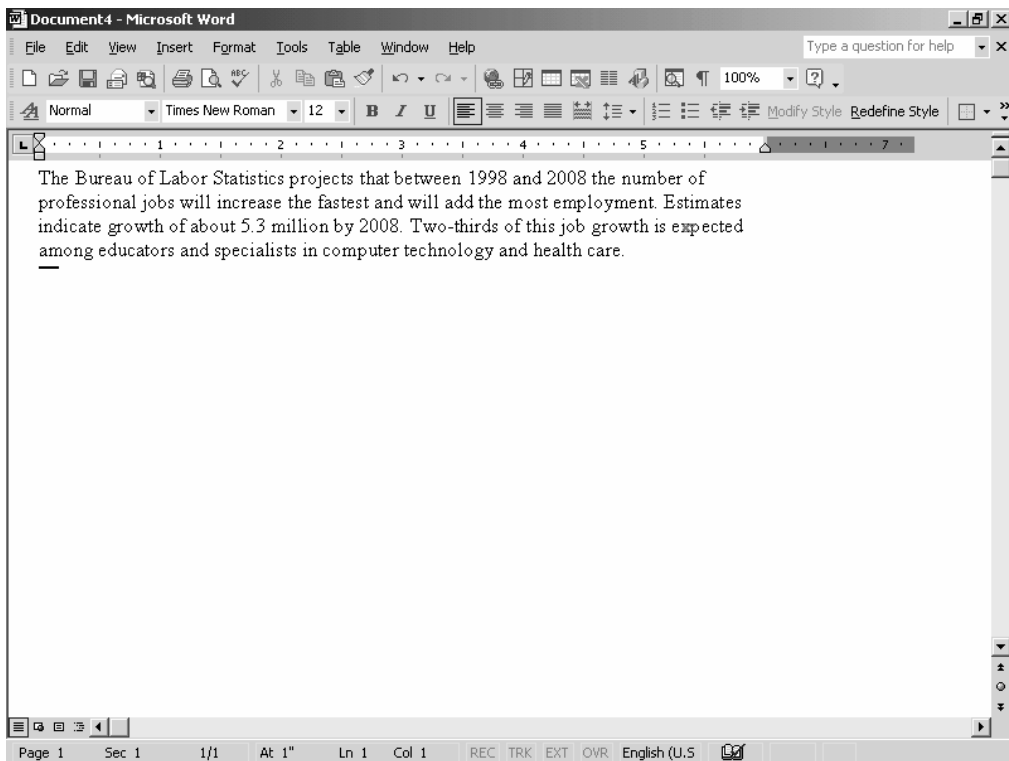 Document4 - Microsoft Word
File Edit View Insert Format Tools Table Window Help Type a question for help
ABC ¶ 100%
Normal Times New Roman 12 B I U Modify Style Redefine Style
1 2 3 4 5 7
The Bureau of Labor Statistics projects that between 1998 and 2008 the number of
professional jobs will increase the fastest and will add the most employment. Estimates
indicate growth of about 5.3 million by 2008. Two-thirds of this job growth is expected
among educators and specialists in computer technology and health care.
Page 1 Sec 1 1/1 At 1" Ln 1 Col 1 REC TRK EXT OVR English (U.S